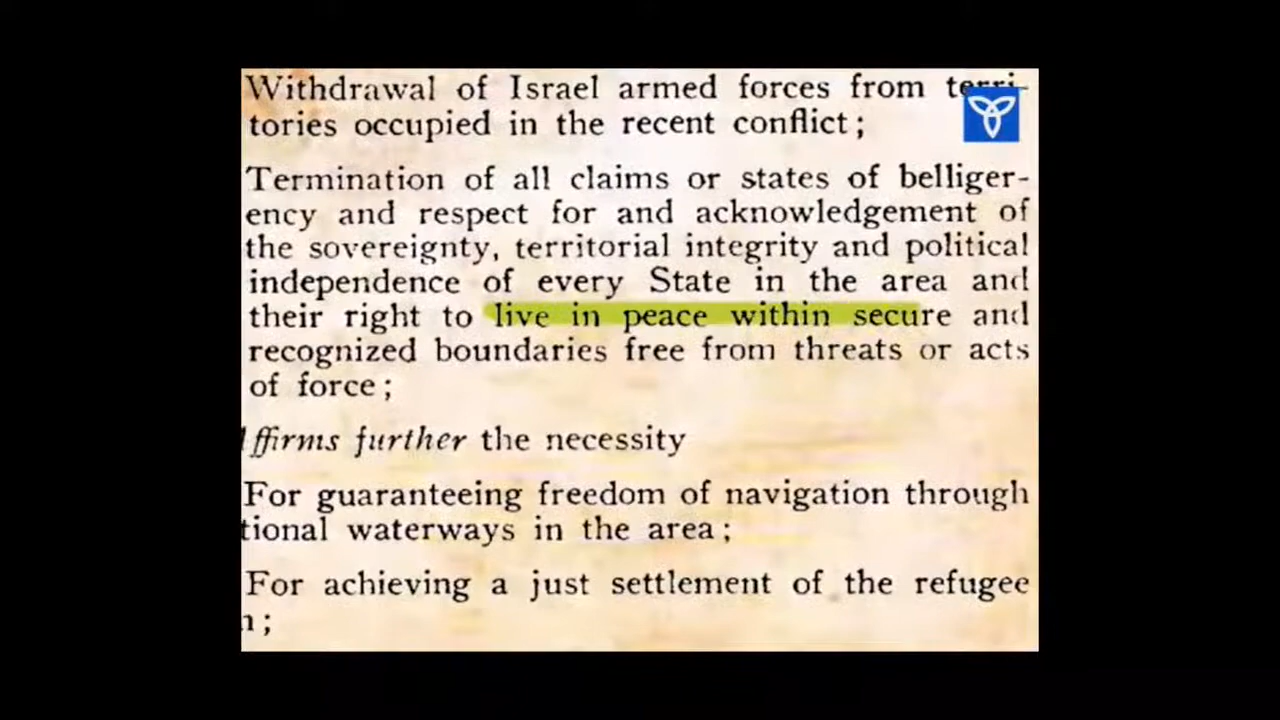 Withdrawal of Israel armed forces from terri-
tories occupied in the recent conflict;
Termination of all claims or states of belliger-
ency and respect for and acknowledgement of
the sovereignty, territorial integrity and political
independence of every State in the area and
their right to live in peace within secure and
recognized boundaries free from threats or acts
of force;
ffirms further the necessity
For guaranteeing freedom of navigation through
tional waterways in the area;
For achieving a just settlement of the refugee
;